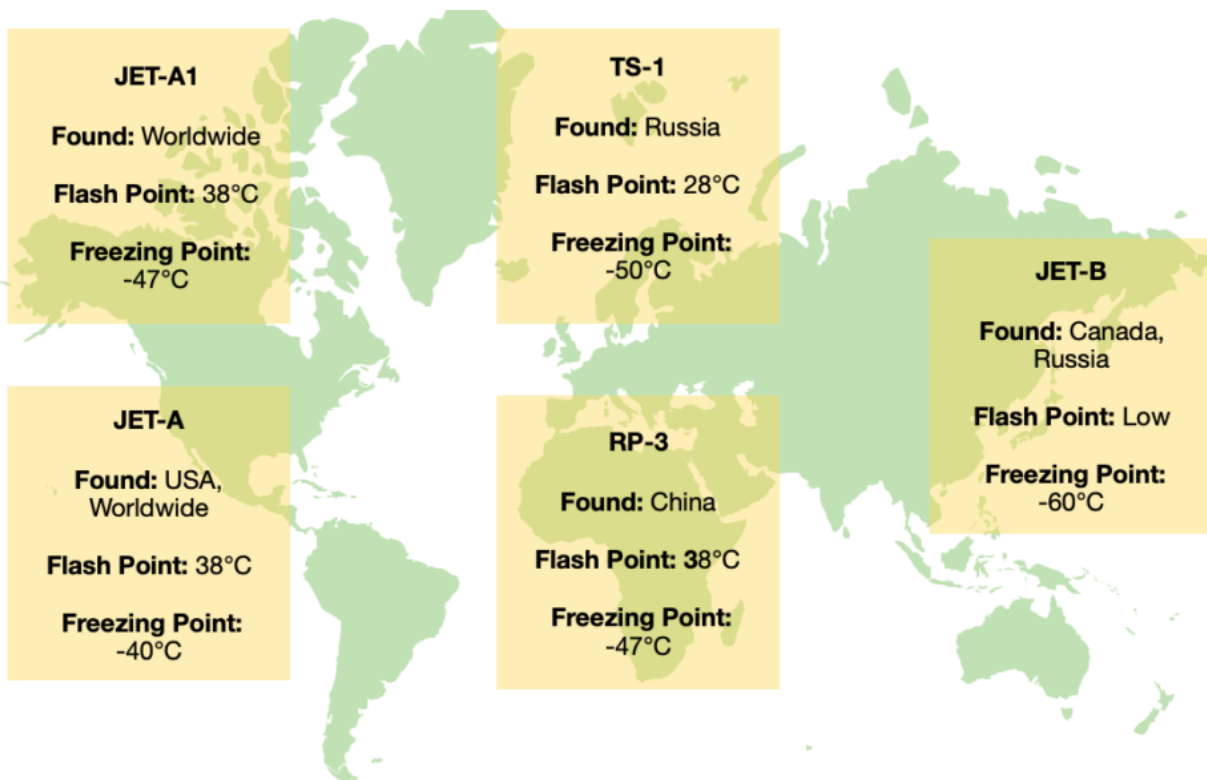 JET-A1
Found: Worldwide
Flash Point: 38°C
Freezing Point:
-47°C
TS-1
Found: Russia
Flash Point: 28°C
Freezing Point:
-50°C
JET-B
Found: Canada,
Russia
Flash Point: Low
Freezing Point:
-60°C
JET-A
Found: USA,
Worldwide
Flash Point: 38°C
Freezing Point:
-40°C
RP-3
Found: China
Flash Point: 38°C
Freezing Point:
-47°C